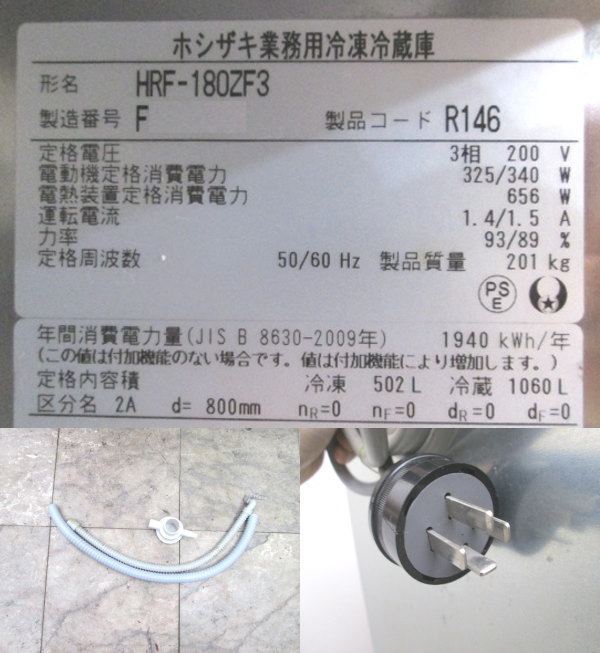 ホシザキ業務用冷凍冷蔵庫
形名 HRF-180ZF3
製造番号 F 製品コード R146
定格電圧 3相 200 V
電動機定格消費電力 325/340 W
電熱装置定格消費電力 656 W
運転電流 1.4/1.5 A
力率 93/89 %
定格周波数 50/60 Hz 製品質量 201 kg
PS E
年間消費電力量(JIS B 8630-2009年) 1940 kWh/年
(この値は付加機能のない場合です。値は付加機能により増加します。)
定格内容積 冷凍 502 L 冷蔵 1060 L
区分名 2A d= 800mm nR=0 nF=0 dR=0 dF=0